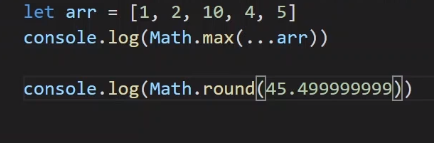 let arr = [1, 2, 10, 4, 5]
console.log(Math.max(...arr))
console.log(Math.round(45.499999999))